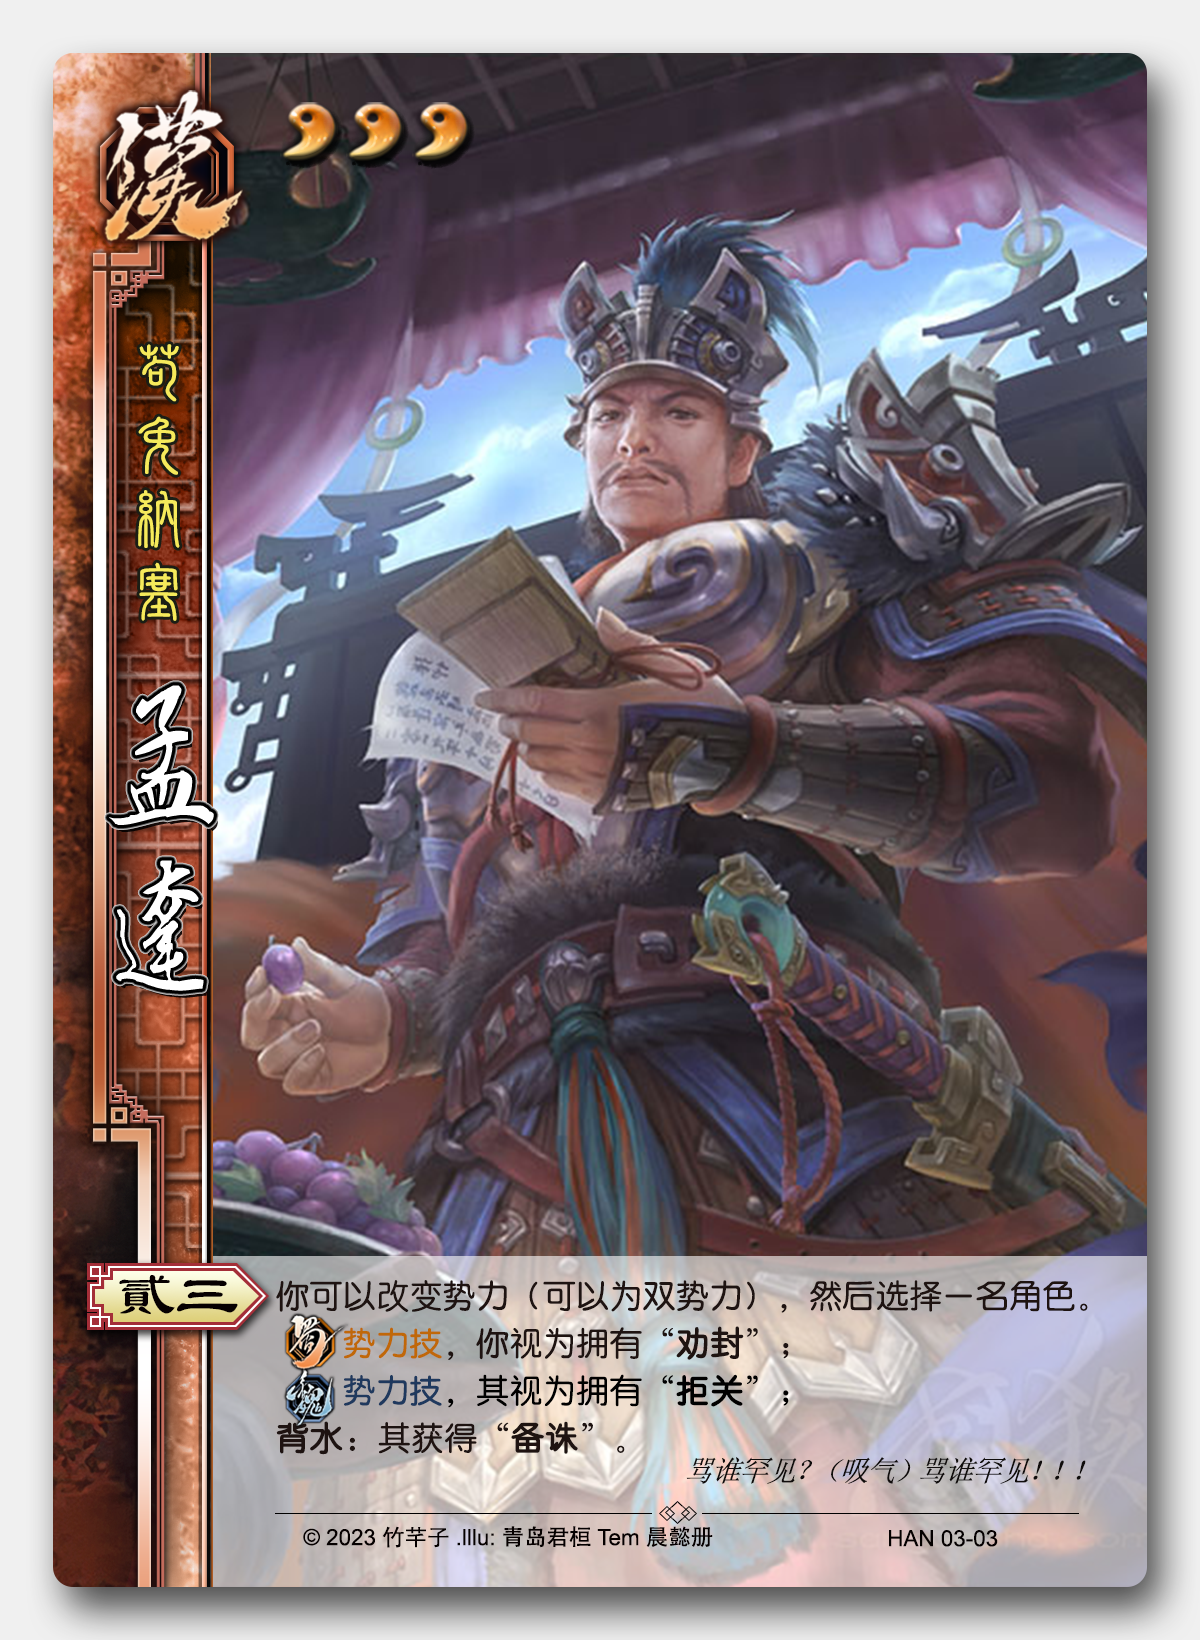 漢
苟免納塞
孟達
貳三
你可以改变势力（可以为双势力），然后选择一名角色。
蜀势力技，你视为拥有“劝封”；
魏势力技，其视为拥有“拒关”；
背水：其获得“备诛”。
骂谁罕见？（吸气）骂谁罕见！！！
© 2023 竹芊子 .Illu: 青岛君桓 Tem 晨懿册
HAN 03-03